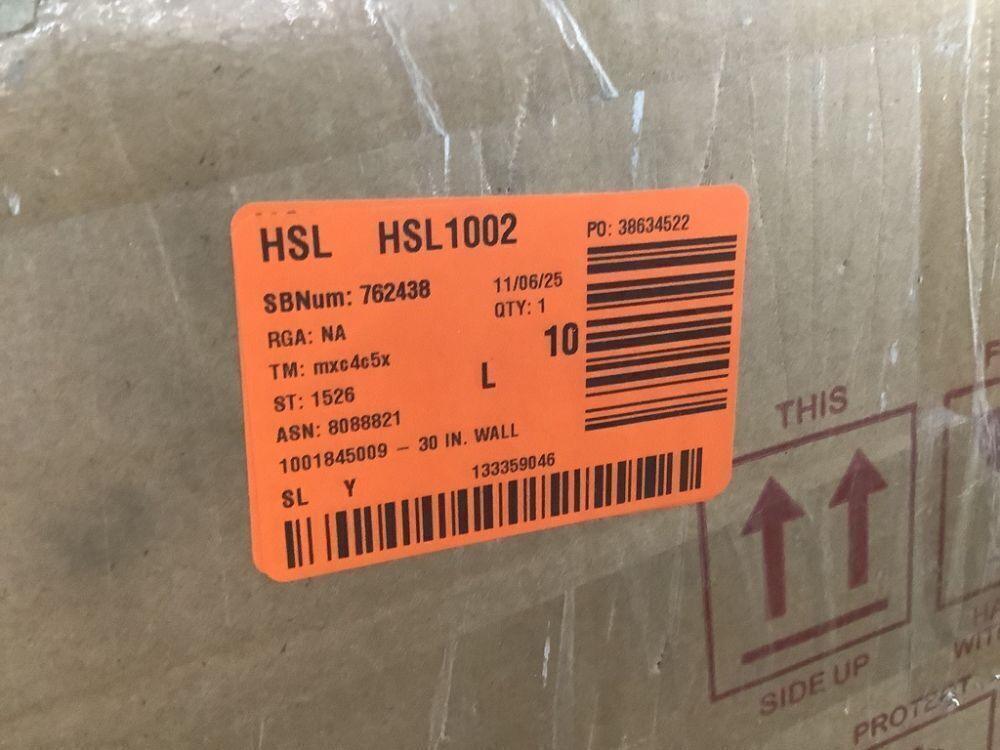 HSL HSL1002
PO: 38634522
SBNum: 762438
11/06/25
RGA: NA
QTY: 1
TM: mxc4c5x
L
10
ST: 1526
ASN: 8088821
1001845009 – 30 IN. WALL
SL Y
133359046
THIS
SIDE UP
PROTECT